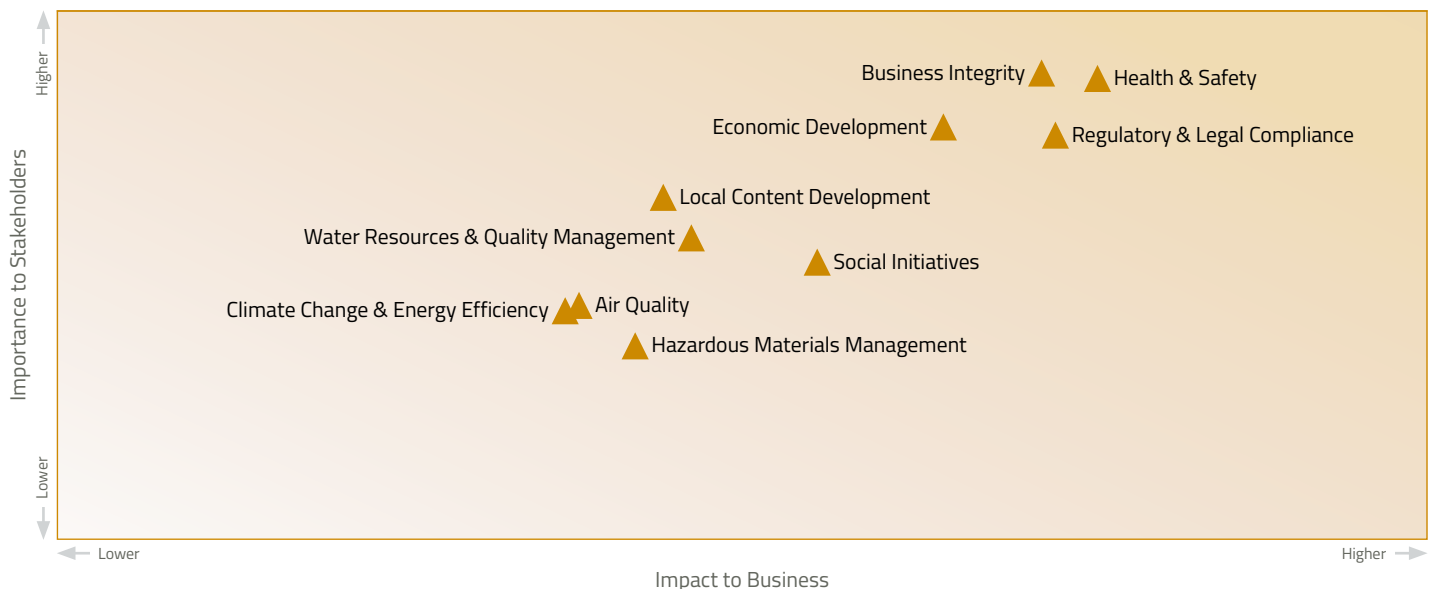 Higher
Importance to Stakeholders
Lower
Business Integrity
Health & Safety
Economic Development
Regulatory & Legal Compliance
Local Content Development
Water Resources & Quality Management
Social Initiatives
Climate Change & Energy Efficiency
Air Quality
Hazardous Materials Management
Lower
Higher
Impact to Business